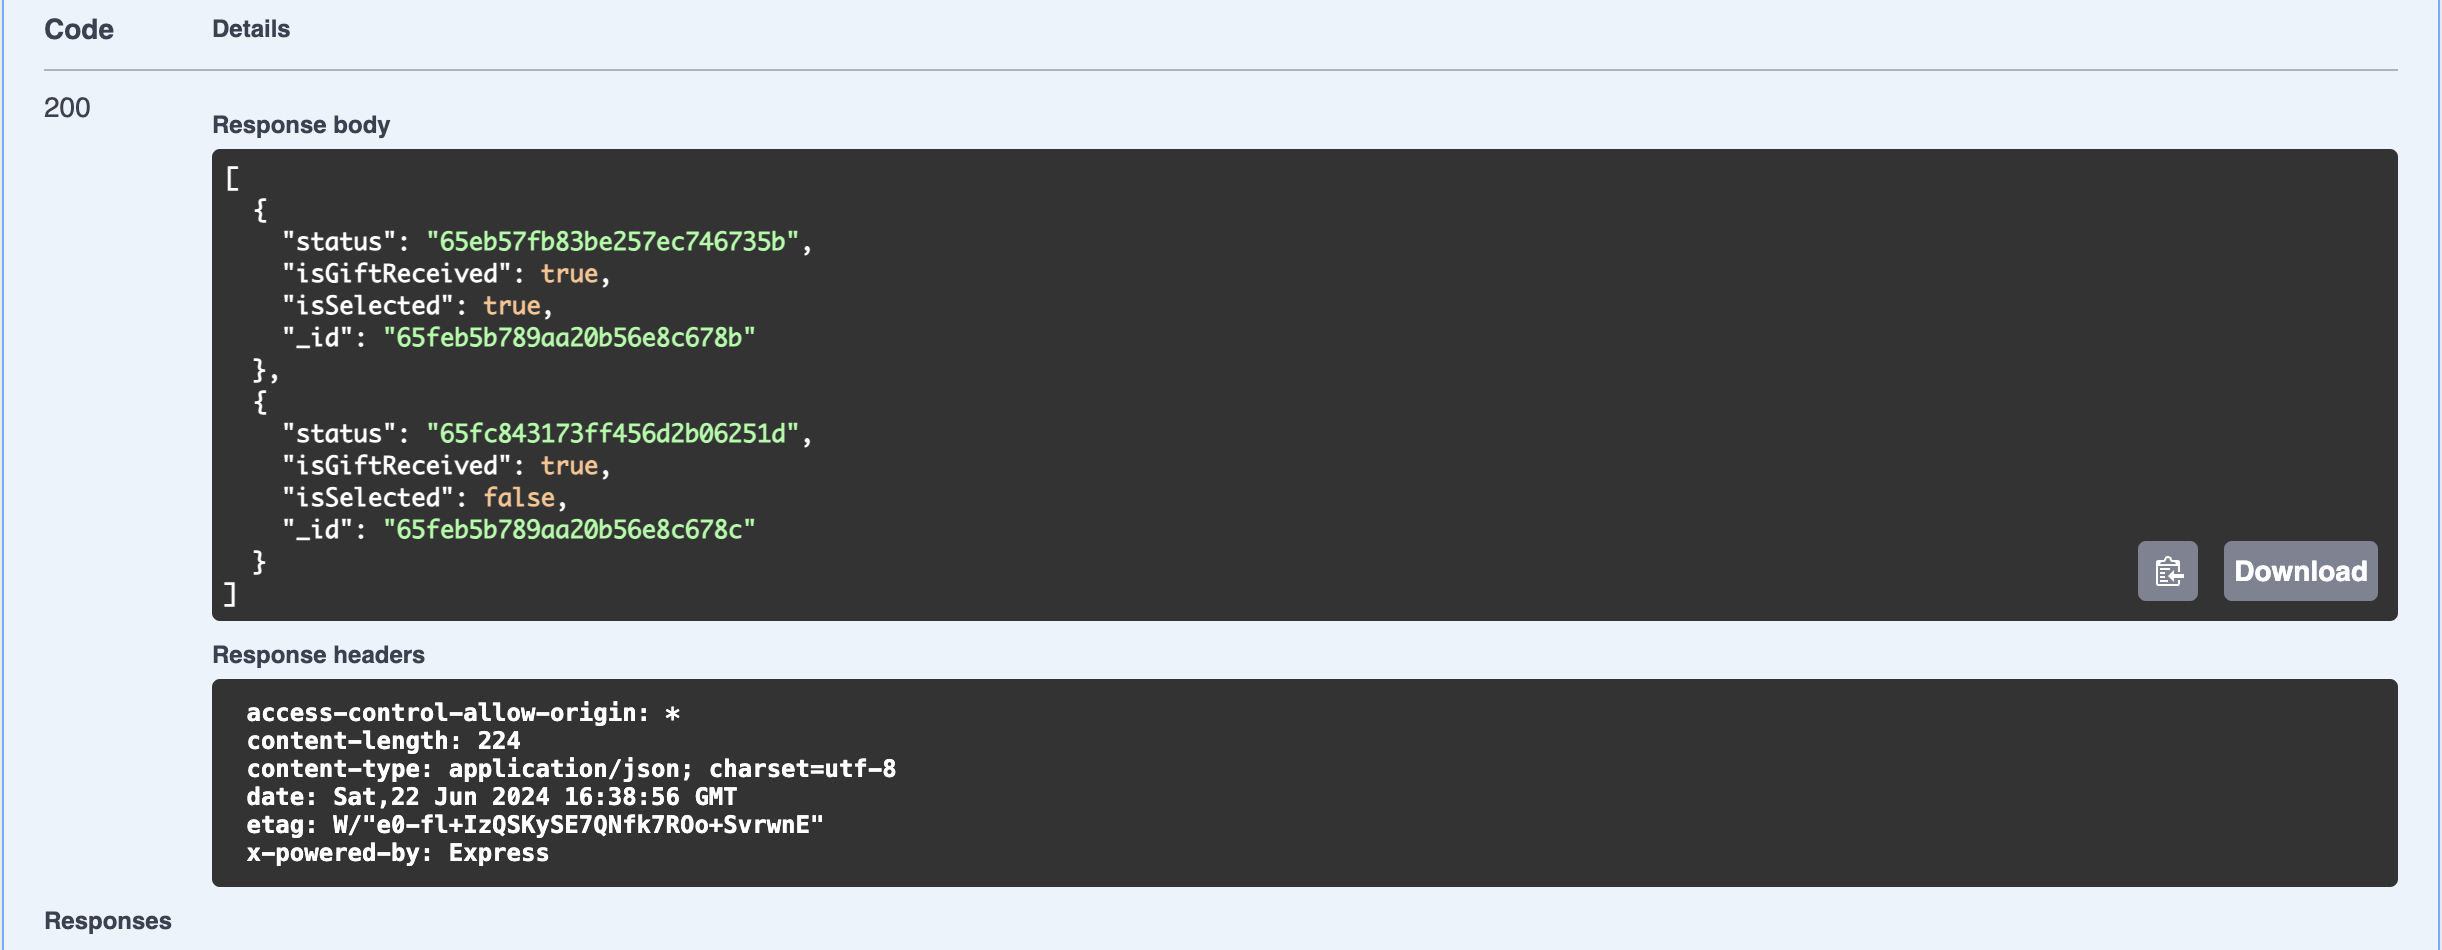 Code Details
200
Response body
[
  {
    "status": "65eb57fb83be257ec746735b",
    "isGiftReceived": true,
    "isSelected": true,
    "_id": "65feb5b789aa20b56e8c678b"
  },
  {
    "status": "65fc843173ff456d2b06251d",
    "isGiftReceived": true,
    "isSelected": false,
    "_id": "65feb5b789aa20b56e8c678c"
  }
]
Download
Response headers
access-control-allow-origin: *
content-length: 224
content-type: application/json; charset=utf-8
date: Sat,22 Jun 2024 16:38:56 GMT
etag: W/"e0-fl+IzQSKySE7QNfk7ROo+SvrwnE"
x-powered-by: Express
Responses